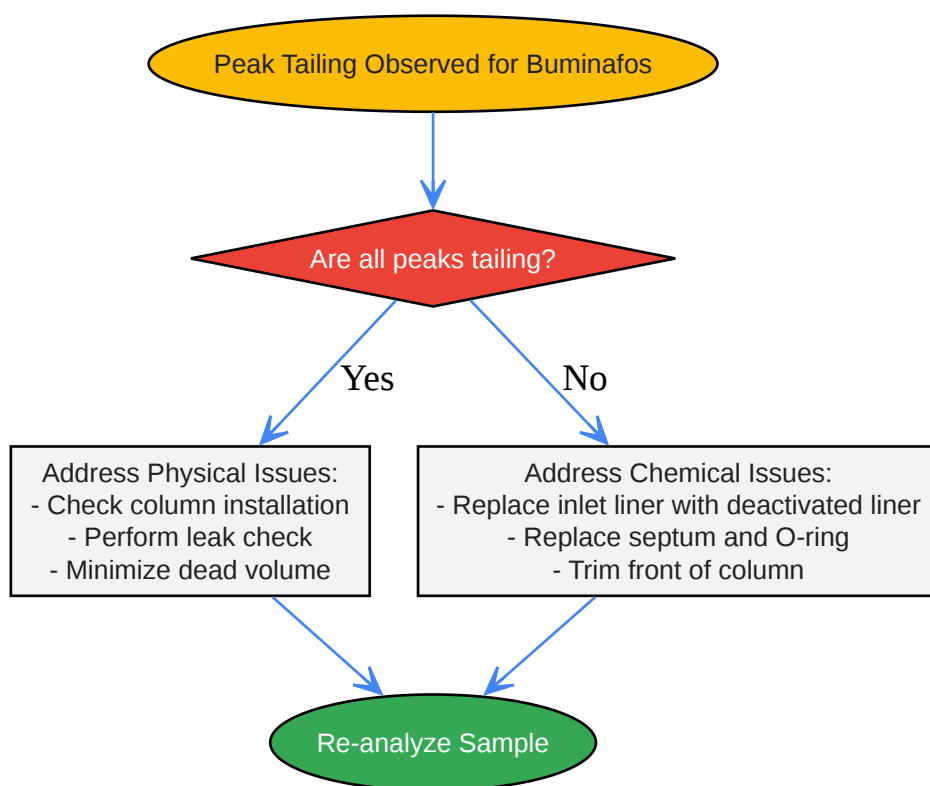 Peak Tailing Observed for Buminafos
Are all peaks tailing?
Yes
No
Address Physical Issues:
- Check column installation
- Perform leak check
- Minimize dead volume
Address Chemical Issues:
- Replace inlet liner with deactivated liner
- Replace septum and O-ring
- Trim front of column
Re-analyze Sample